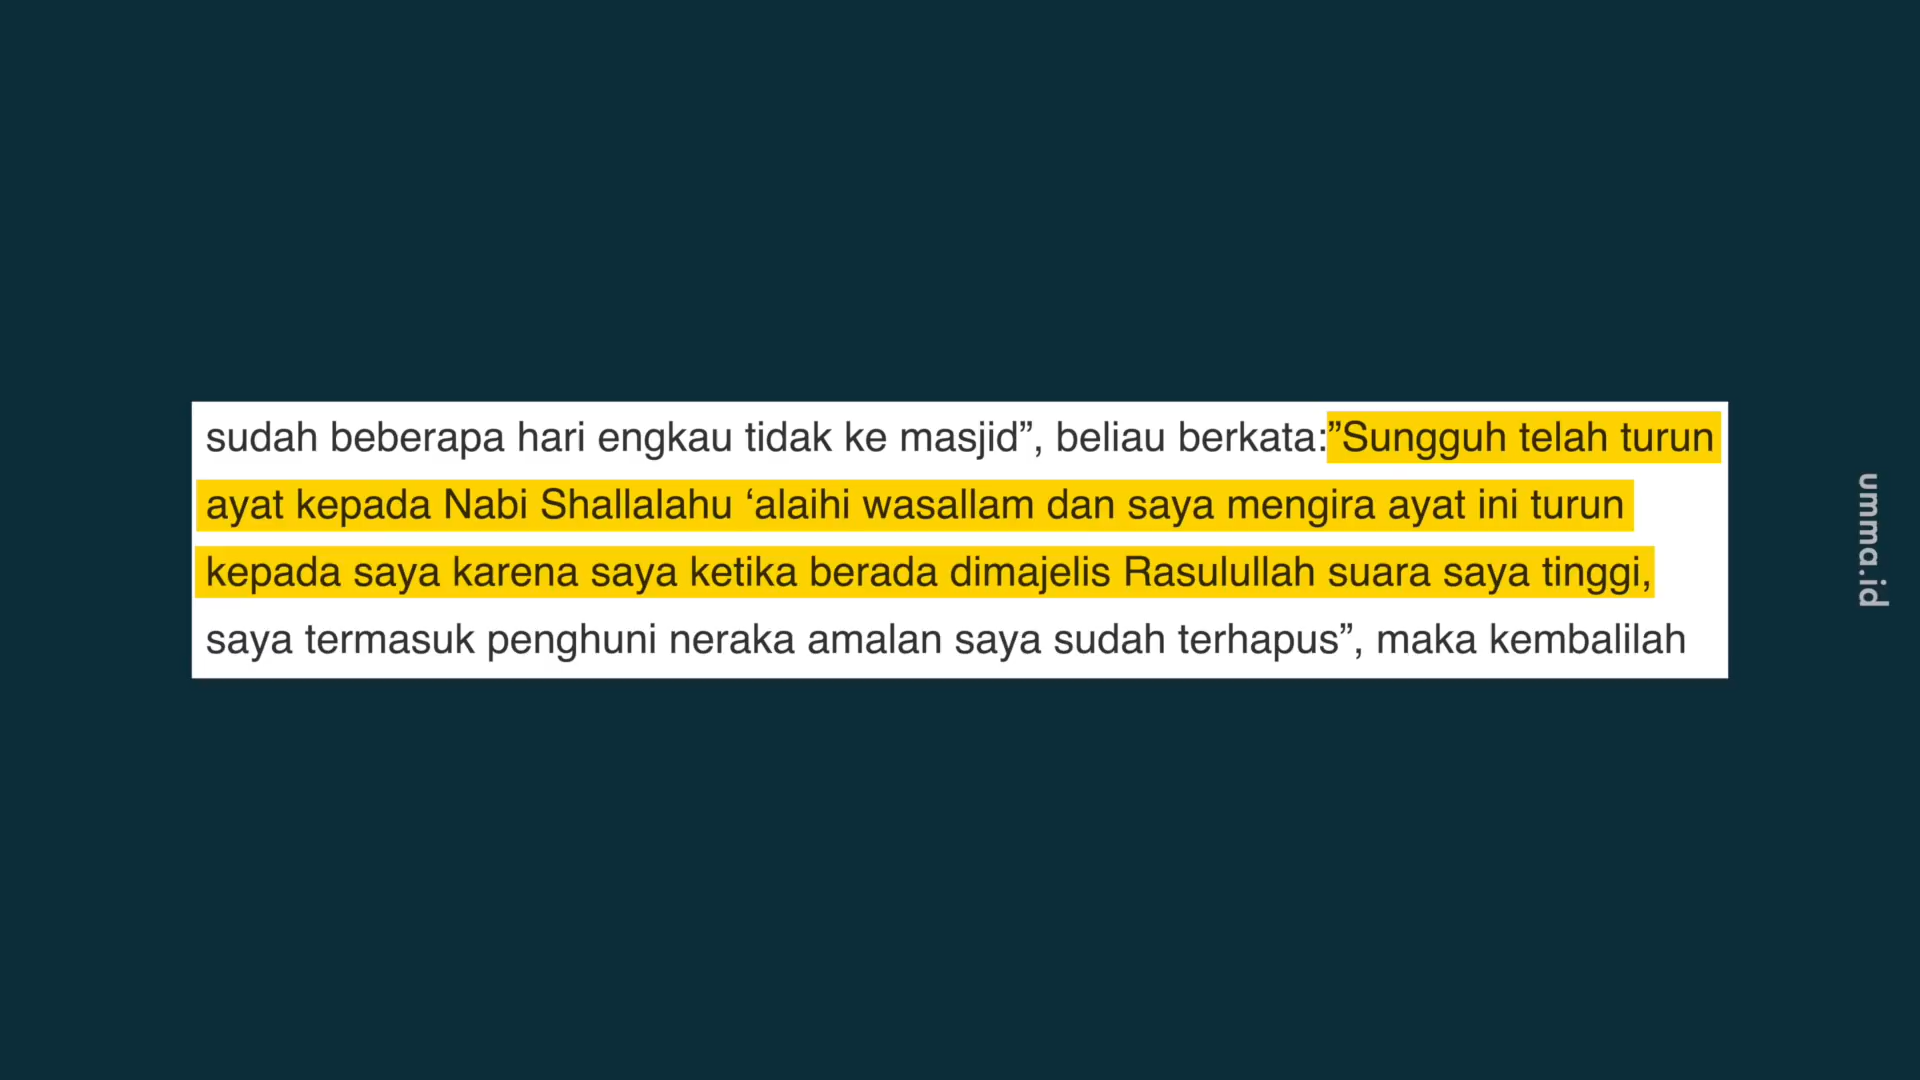 sudah beberapa hari engkau tidak ke masjid”, beliau berkata:”Sungguh telah turun
ayat kepada Nabi Shallalahu ‘alaihi wasallam dan saya mengira ayat ini turun
kepada saya karena saya ketika berada dimajelis Rasulullah suara saya tinggi,
saya termasuk penghuni neraka amalan saya sudah terhapus”, maka kembalilah
umma.id